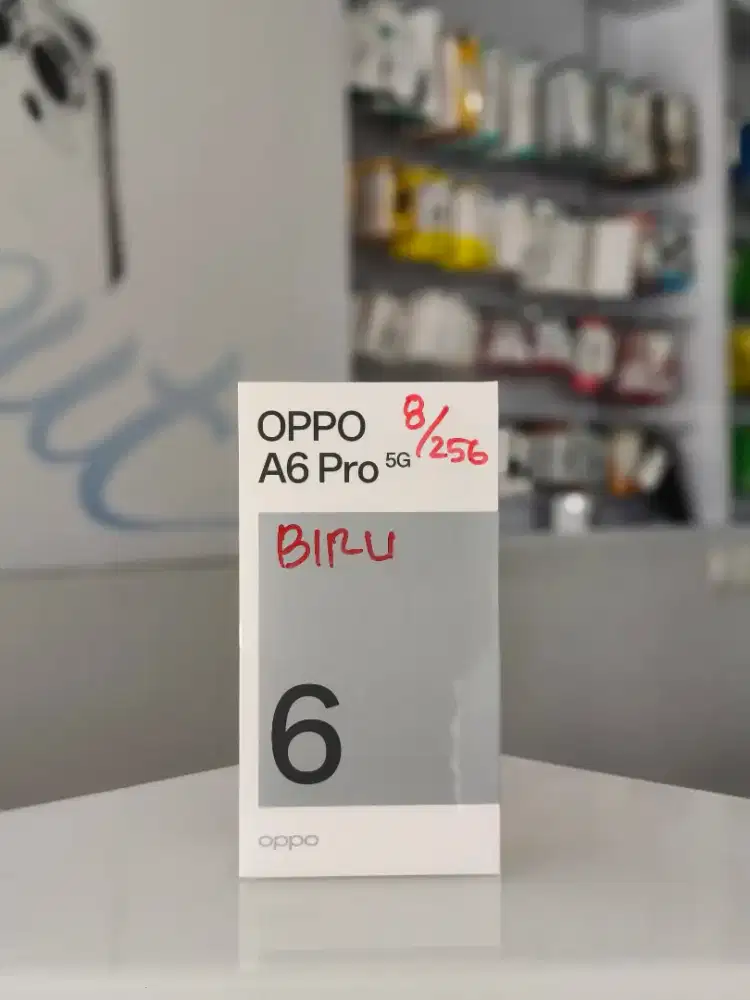 OPPO
A6 Pro 5G
8/256
BIRU
6
oppo